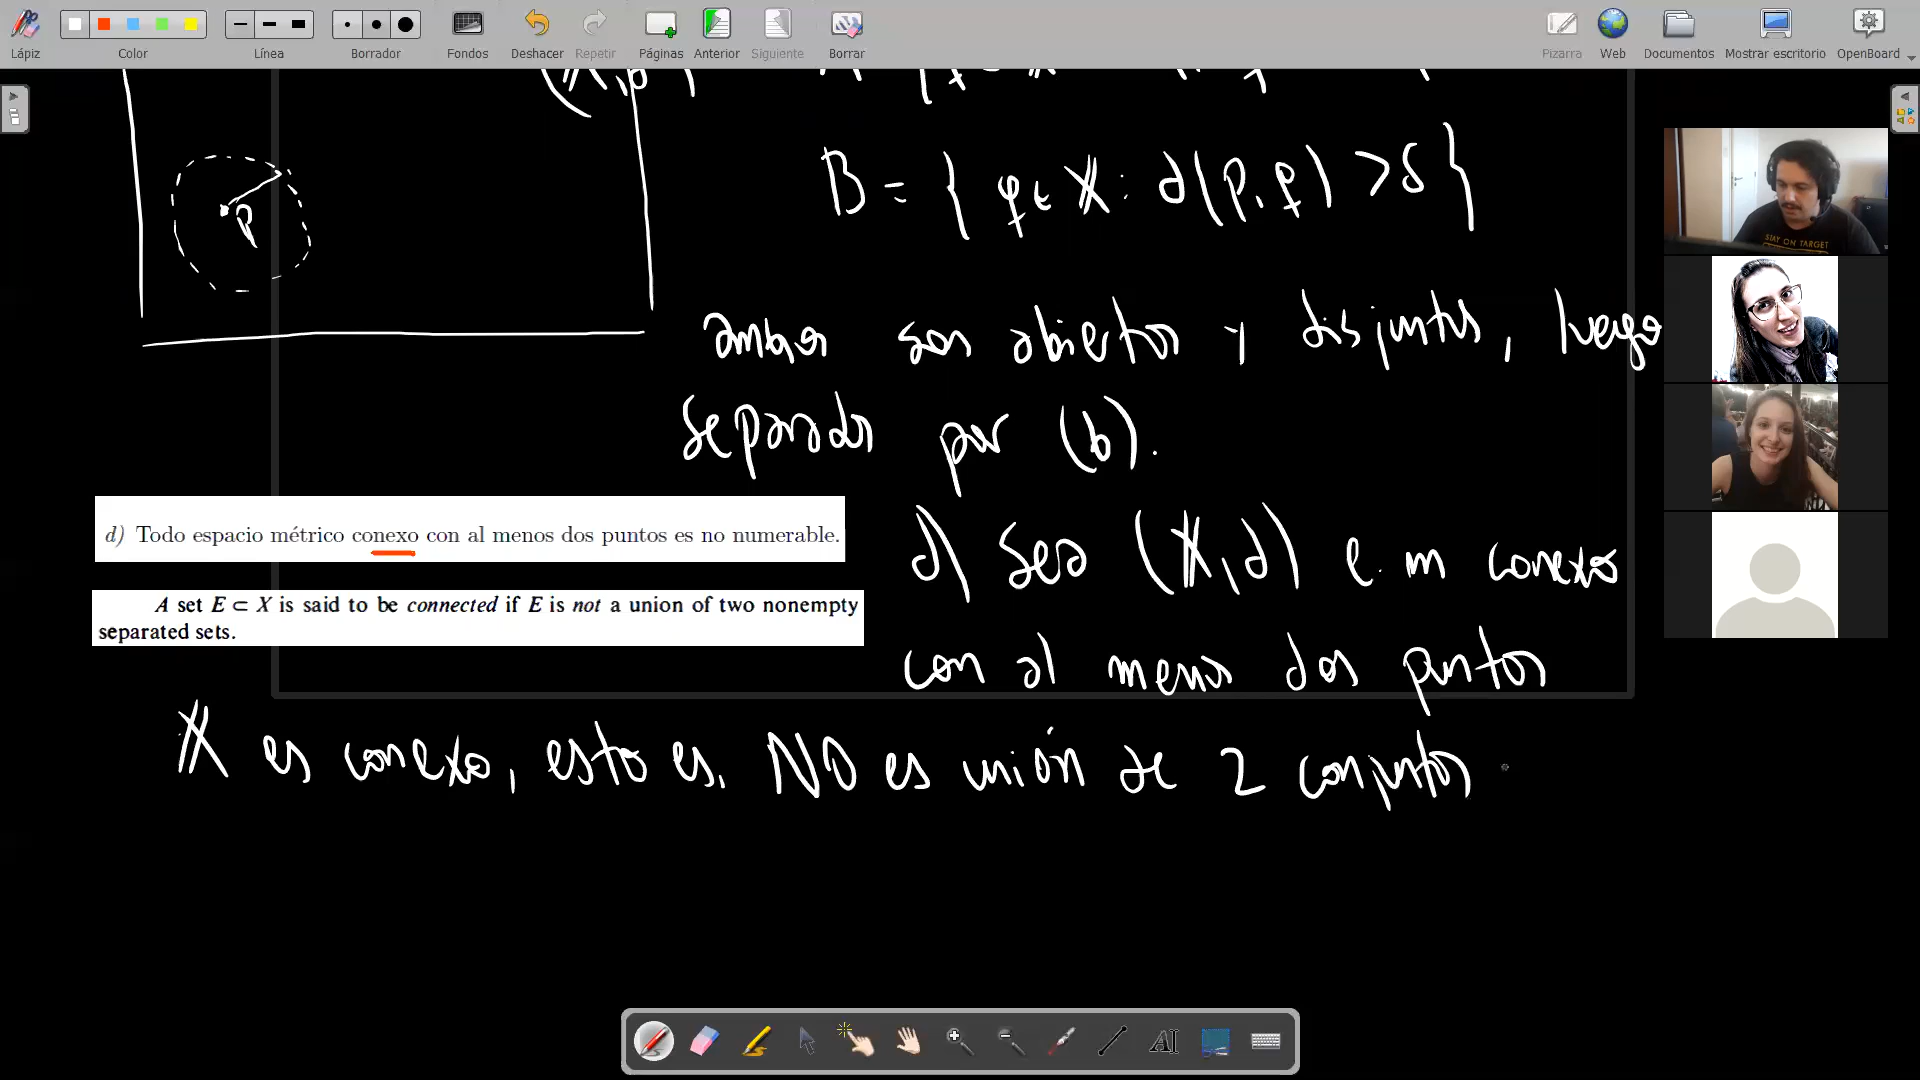 Lápiz Color Línea Borrador Fondos Deshacer Repetir Páginas Anterior Siguiente Borrar Pizarra Web Documentos Mostrar escritorio OpenBoard
B = { q ∈ X : d(p,q) > δ }
ambos son abiertos y disjuntos, luego
separados por (b).
d) Todo espacio métrico conexo con al menos dos puntos es no numerable.
A set E ⊂ X is said to be connected if E is not a union of two nonempty
separated sets.
d) Sea (X,d) e. m conexo
con al menos dos puntos
X es conexo, esto es, NO es unión de 2 conjuntos
STAY ON TARGET